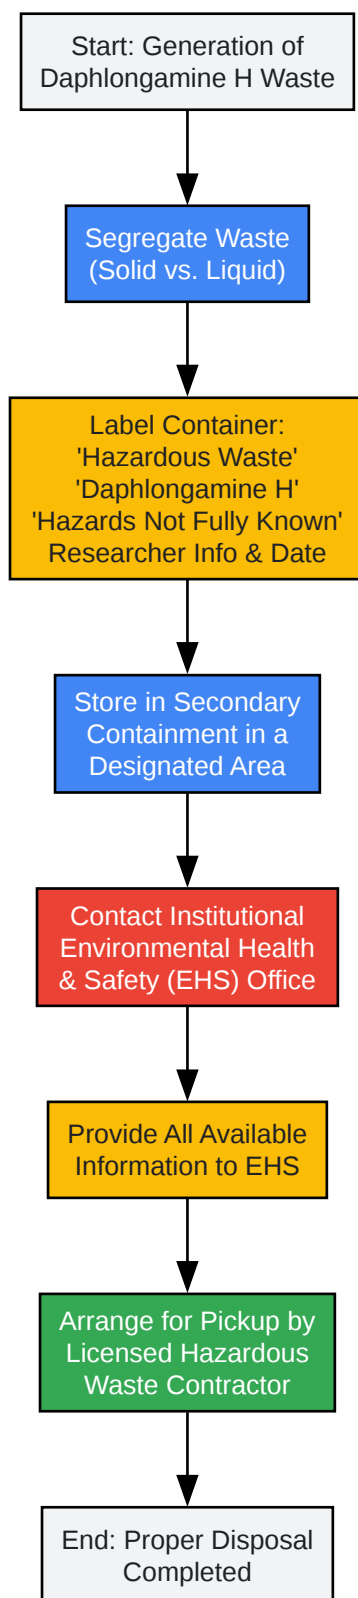 Start: Generation of
Daphlongamine H Waste
Segregate Waste
(Solid vs. Liquid)
Label Container:
'Hazardous Waste'
'Daphlongamine H'
'Hazards Not Fully Known'
Researcher Info & Date
Store in Secondary
Containment in a
Designated Area
Contact Institutional
Environmental Health
& Safety (EHS) Office
Provide All Available
Information to EHS
Arrange for Pickup by
Licensed Hazardous
Waste Contractor
End: Proper Disposal
Completed